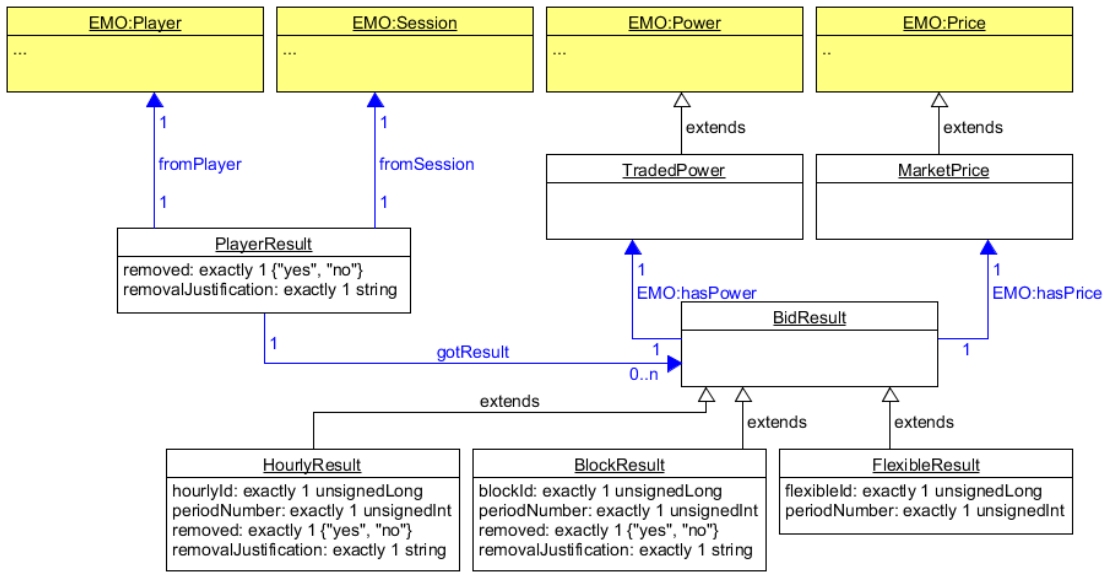 EMO:Player
...
EMO:Session
...
EMO:Power
...
EMO:Price
..
1
1
extends
extends
fromPlayer
fromSession
TradedPower
MarketPrice
1
1
PlayerResult
removed: exactly 1 {"yes", "no"}
removalJustification: exactly 1 string
1
EMO:hasPower
1
EMO:hasPrice
BidResult
1
gotResult
1
1
0..n
extends
extends
extends
HourlyResult
hourlyId: exactly 1 unsignedLong
periodNumber: exactly 1 unsignedInt
removed: exactly 1 {"yes", "no"}
removalJustification: exactly 1 string
BlockResult
blockId: exactly 1 unsignedLong
periodNumber: exactly 1 unsignedInt
removed: exactly 1 {"yes", "no"}
removalJustification: exactly 1 string
FlexibleResult
flexibleId: exactly 1 unsignedLong
periodNumber: exactly 1 unsignedInt